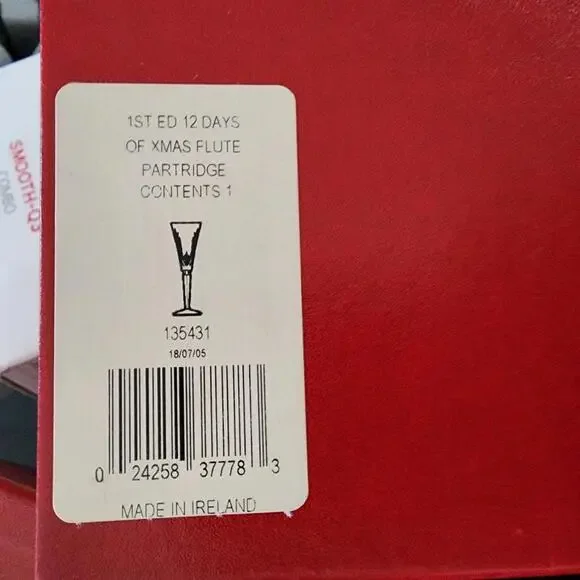 1ST ED 12 DAYS
OF XMAS FLUTE
PARTRIDGE
CONTENTS 1
135431
18/07/05
0 24258 37778 3
MADE IN IRELAND
SMOOTH-Q3
COMBO